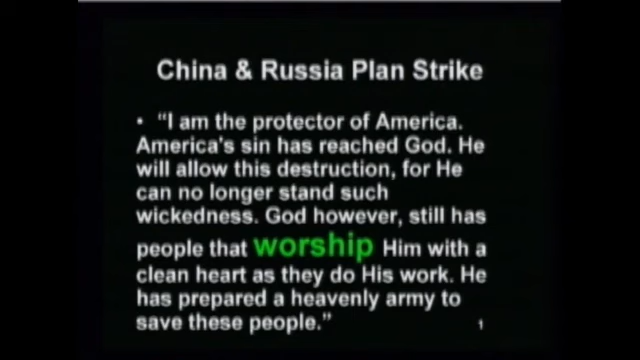 China & Russia Plan Strike
• “I am the protector of America.
America's sin has reached God. He
will allow this destruction, for He
can no longer stand such
wickedness. God however, still has
people that worship Him with a
clean heart as they do His work. He
has prepared a heavenly army to
save these people.”
1